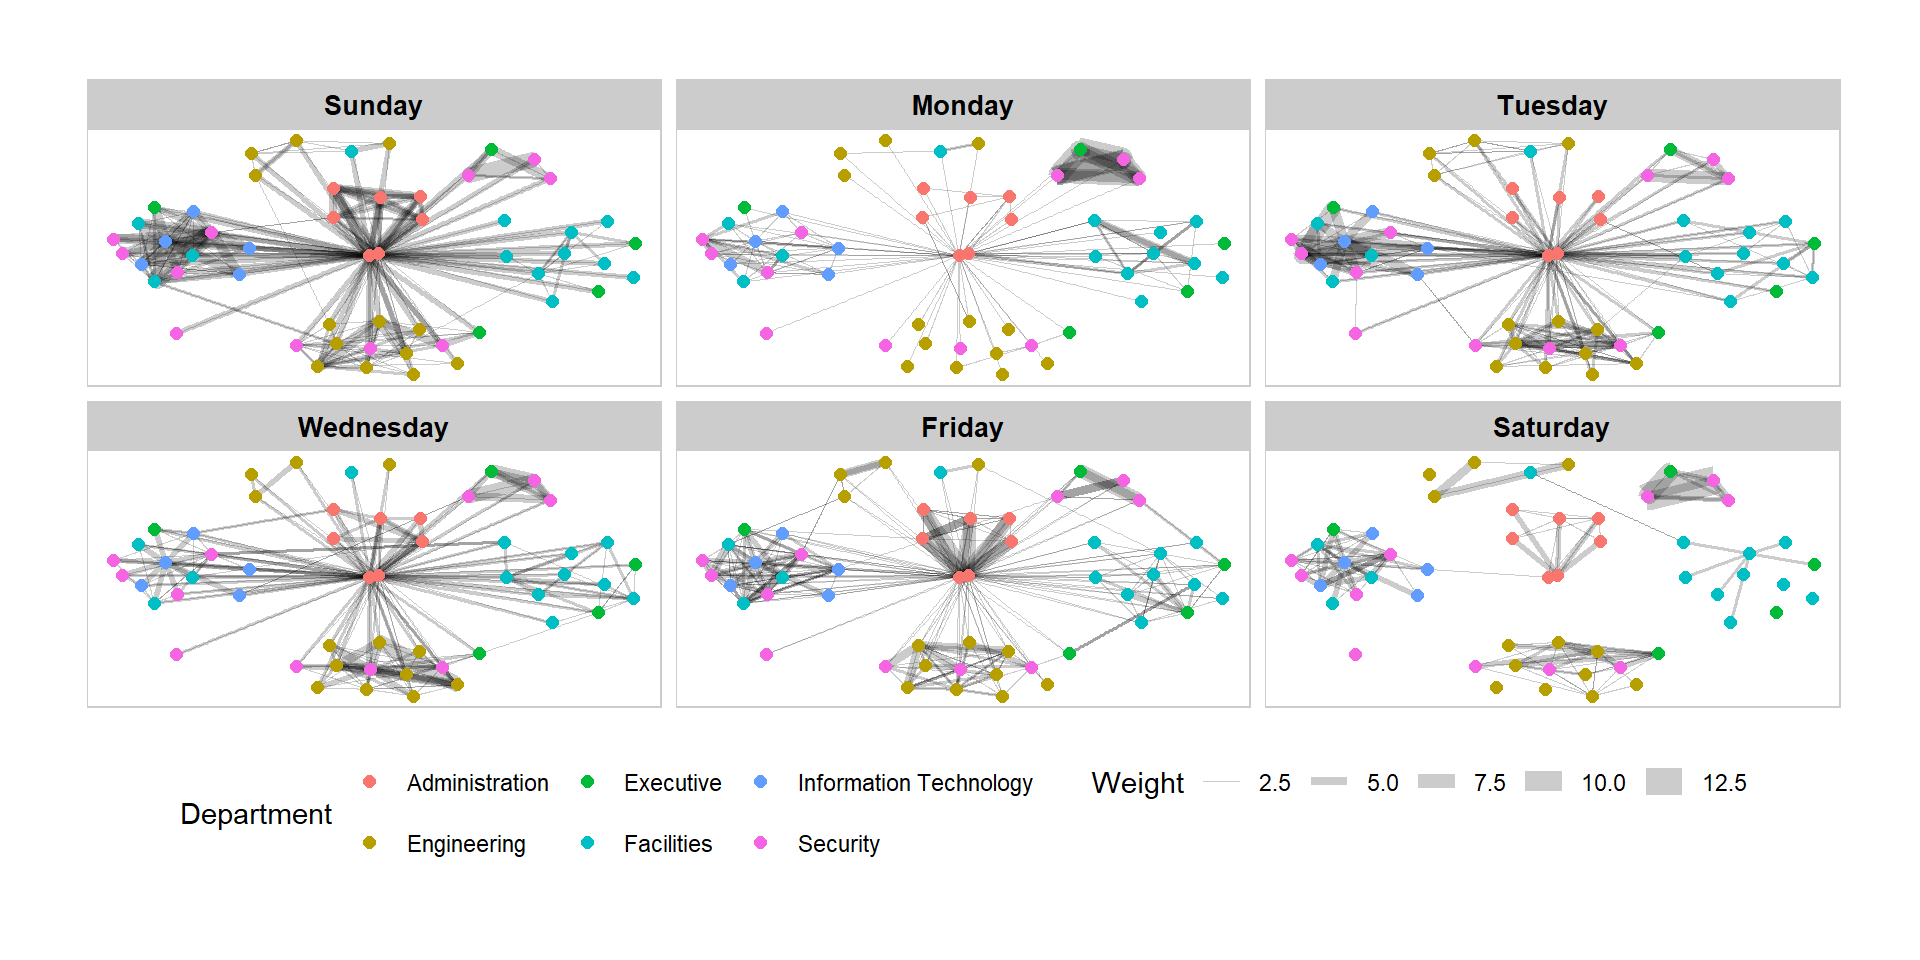 Sunday Monday Tuesday
Wednesday Friday Saturday
Department
Administration Executive Information Technology
Engineering Facilities Security
Weight 2.5 5.0 7.5 10.0 12.5